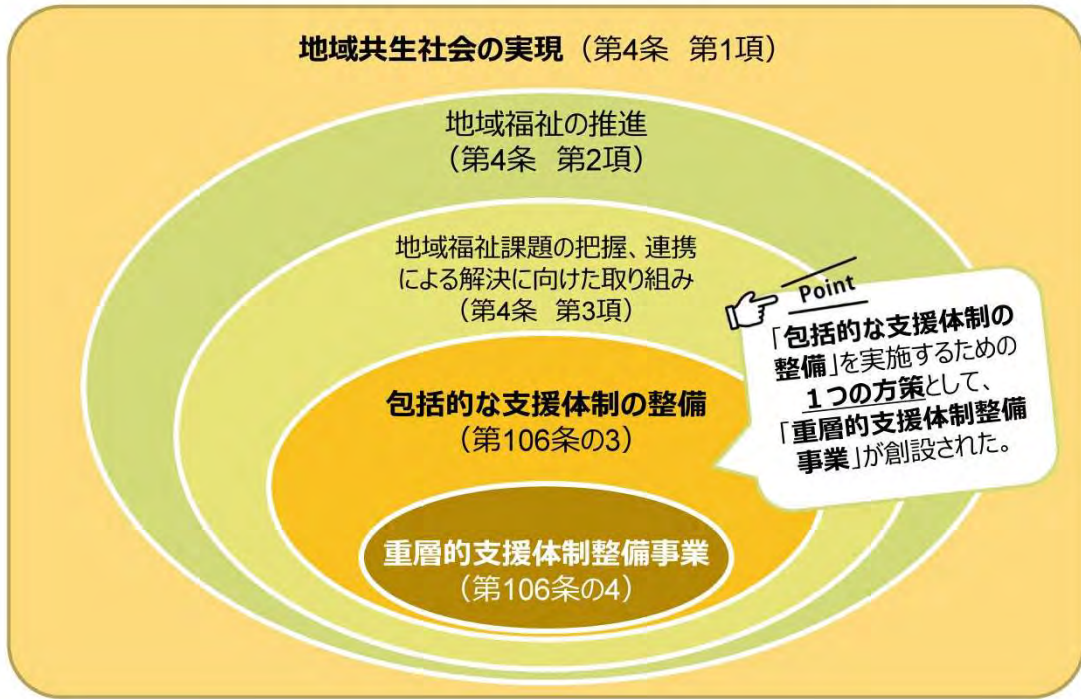 地域共生社会の実現（第4条 第1項）
地域福祉の推進
（第4条 第2項）
地域福祉課題の把握、連携
による解決に向けた取り組み
（第4条 第3項）
包括的な支援体制の整備
（第106条の3）
重層的支援体制整備事業
（第106条の4）
Point
「包括的な支援体制の
整備」を実施するための
１つの方策として、
「重層的支援体制整備
事業」が創設された。